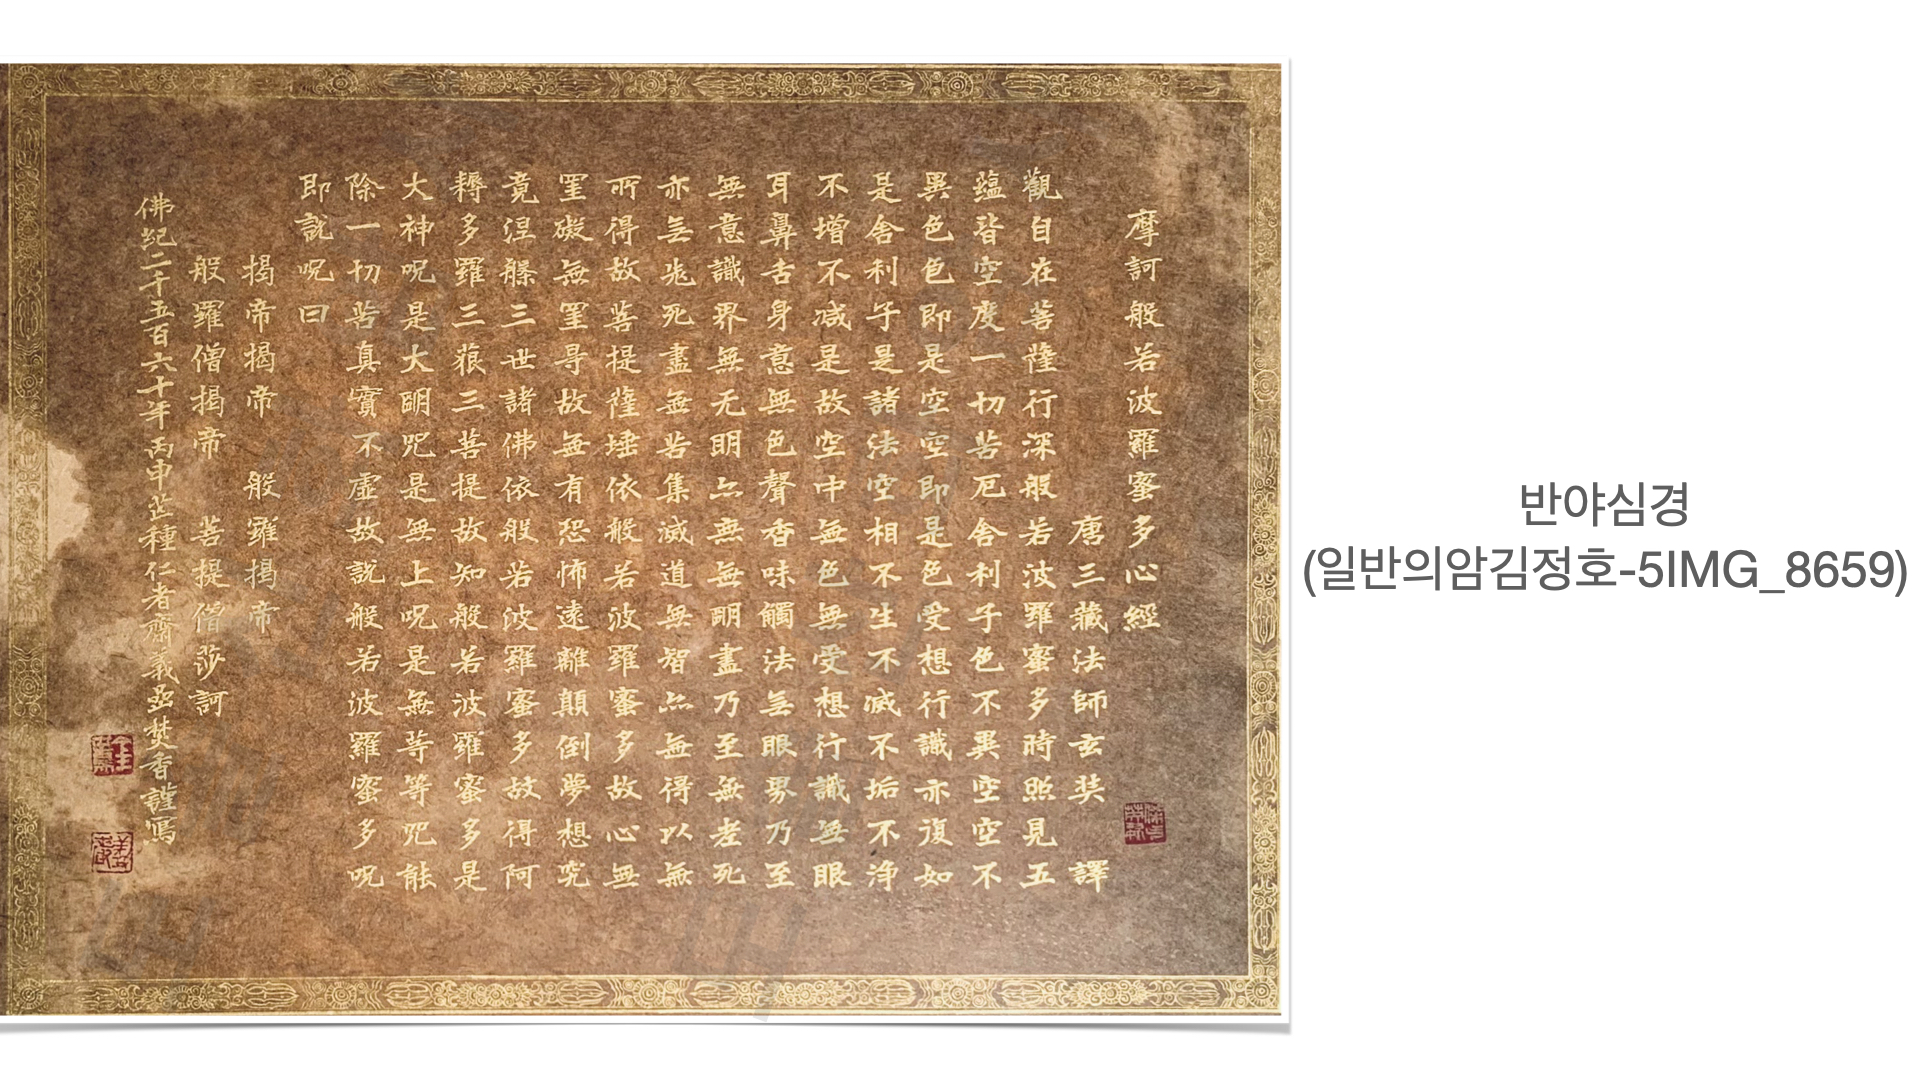 摩訶般若波羅蜜多心經
唐三藏法師玄奘 譯
觀自在菩薩行深般若波羅蜜多時照見五
蘊皆空度一切苦厄舍利子色不異空空不
異色色即是空空即是色受想行識亦復如
是舍利子是諸法空相不生不滅不垢不淨
不增不減是故空中無色無受想行識無眼
耳鼻舌身意無色聲香味觸法無眼界乃至
無意識界無无明亦無無明盡乃至無老死
亦無老死盡無苦集滅道無智亦無得以無
所得故菩提薩埵依般若波羅蜜多故心無
罣礙無罣导故無有恐怖遠離顛倒夢想究
竟涅槃三世諸佛依般若波羅蜜多故得阿
耨多羅三藐三菩提故知般若波羅蜜多是
大神呪是大明咒是無上呪是無等等咒能
除一切苦真實不虛故說般若波羅蜜多呪
即說呪曰
揭帝揭帝 般羅揭帝
般羅僧揭帝 菩提僧莎訶
佛紀二千五百六十年丙申芒種仁者齋義焚香謹寫
반야심경
(일반의암김정호-5IMG_8659)